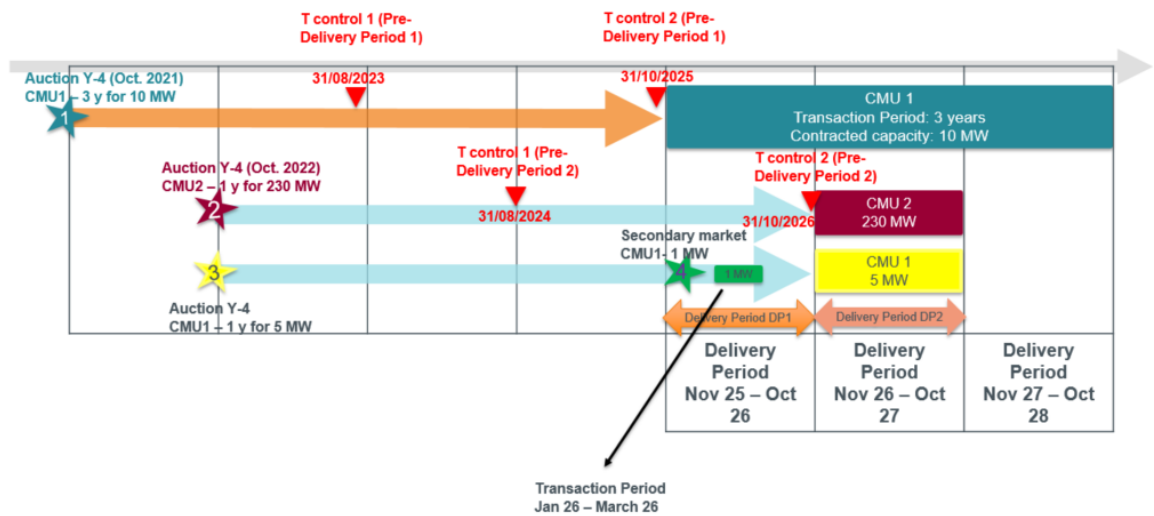 T control 1 (Pre-
Delivery Period 1)
T control 2 (Pre-
Delivery Period 1)
Auction Y-4 (Oct. 2021)
CMU1 – 3 y for 10 MW
1
31/08/2023
31/10/2025
CMU 1
Transaction Period: 3 years
Contracted capacity: 10 MW
Auction Y-4 (Oct. 2022)
CMU2 – 1 y for 230 MW
2
T control 1 (Pre-
Delivery Period 2)
31/08/2024
T control 2 (Pre-
Delivery Period 2)
31/10/2026
CMU 2
230 MW
Secondary market
CMU1- 1 MW
3
4
1 MW
CMU 1
5 MW
Auction Y-4
CMU1 – 1 y for 5 MW
Delivery Period DP1
Delivery Period DP2
Delivery
Period
Nov 25 – Oct
26
Delivery
Period
Nov 26 – Oct
27
Delivery
Period
Nov 27 – Oct
28
Transaction Period
Jan 26 – March 26